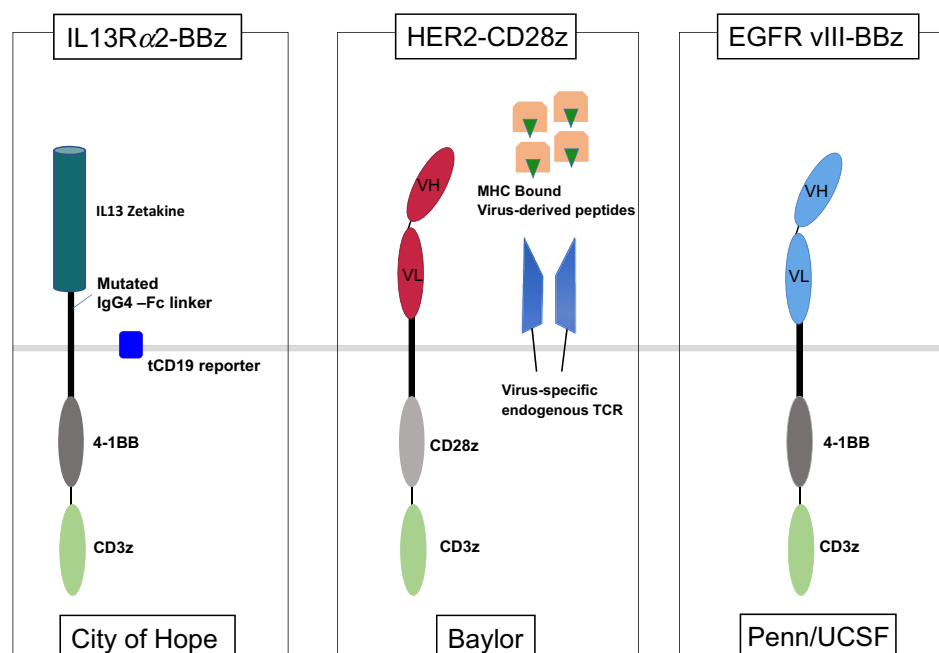 IL13Rα2-BBz
IL13 Zetakine
Mutated
IgG4 –Fc linker
tCD19 reporter
4-1BB
CD3z
City of Hope
HER2-CD28z
VH
VL
MHC Bound
Virus-derived peptides
Virus-specific
endogenous TCR
CD28z
CD3z
Baylor
EGFR vIII-BBz
VH
VL
4-1BB
CD3z
Penn/UCSF